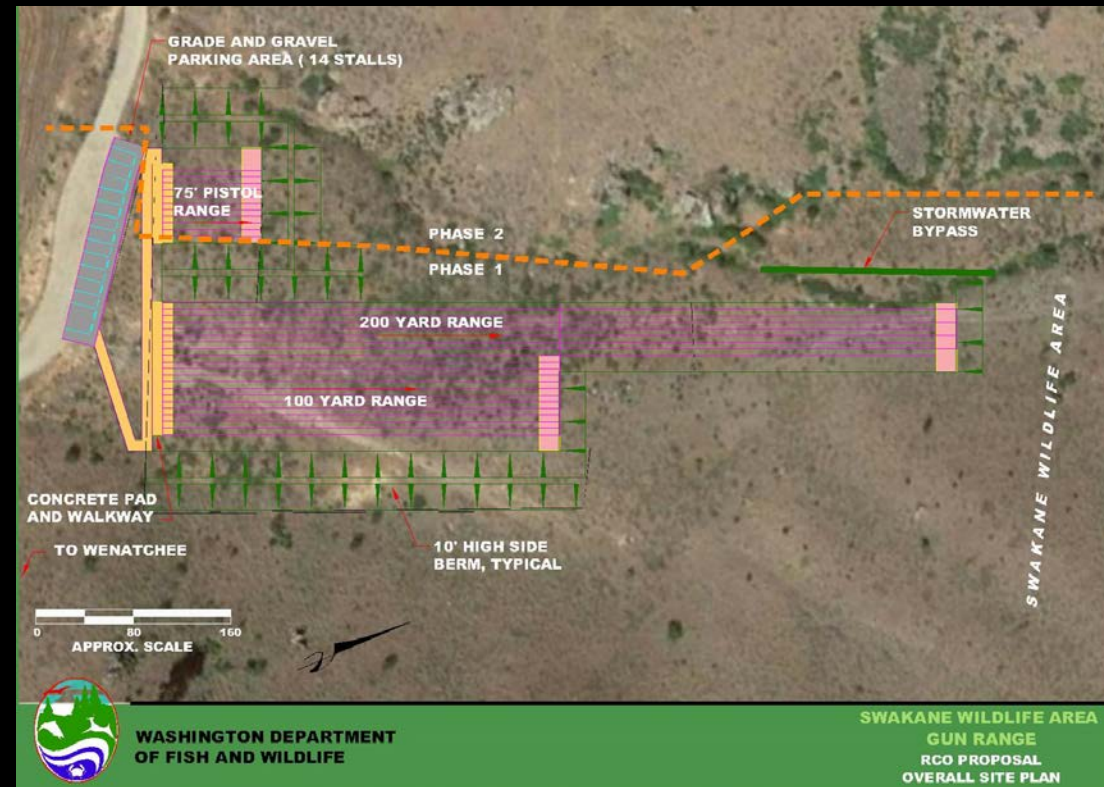 GRADE AND GRAVEL
PARKING AREA ( 14 STALLS)
75' PISTOL
RANGE
PHASE 2
PHASE 1
STORMWATER
BYPASS
200 YARD RANGE
100 YARD RANGE
SWAKANE WILDLIFE AREA
CONCRETE PAD
AND WALKWAY
TO WENATCHEE
10' HIGH SIDE
BERM, TYPICAL
0 80 160
APPROX. SCALE
WASHINGTON DEPARTMENT
OF FISH AND WILDLIFE
SWAKANE WILDLIFE AREA
GUN RANGE
RCO PROPOSAL
OVERALL SITE PLAN